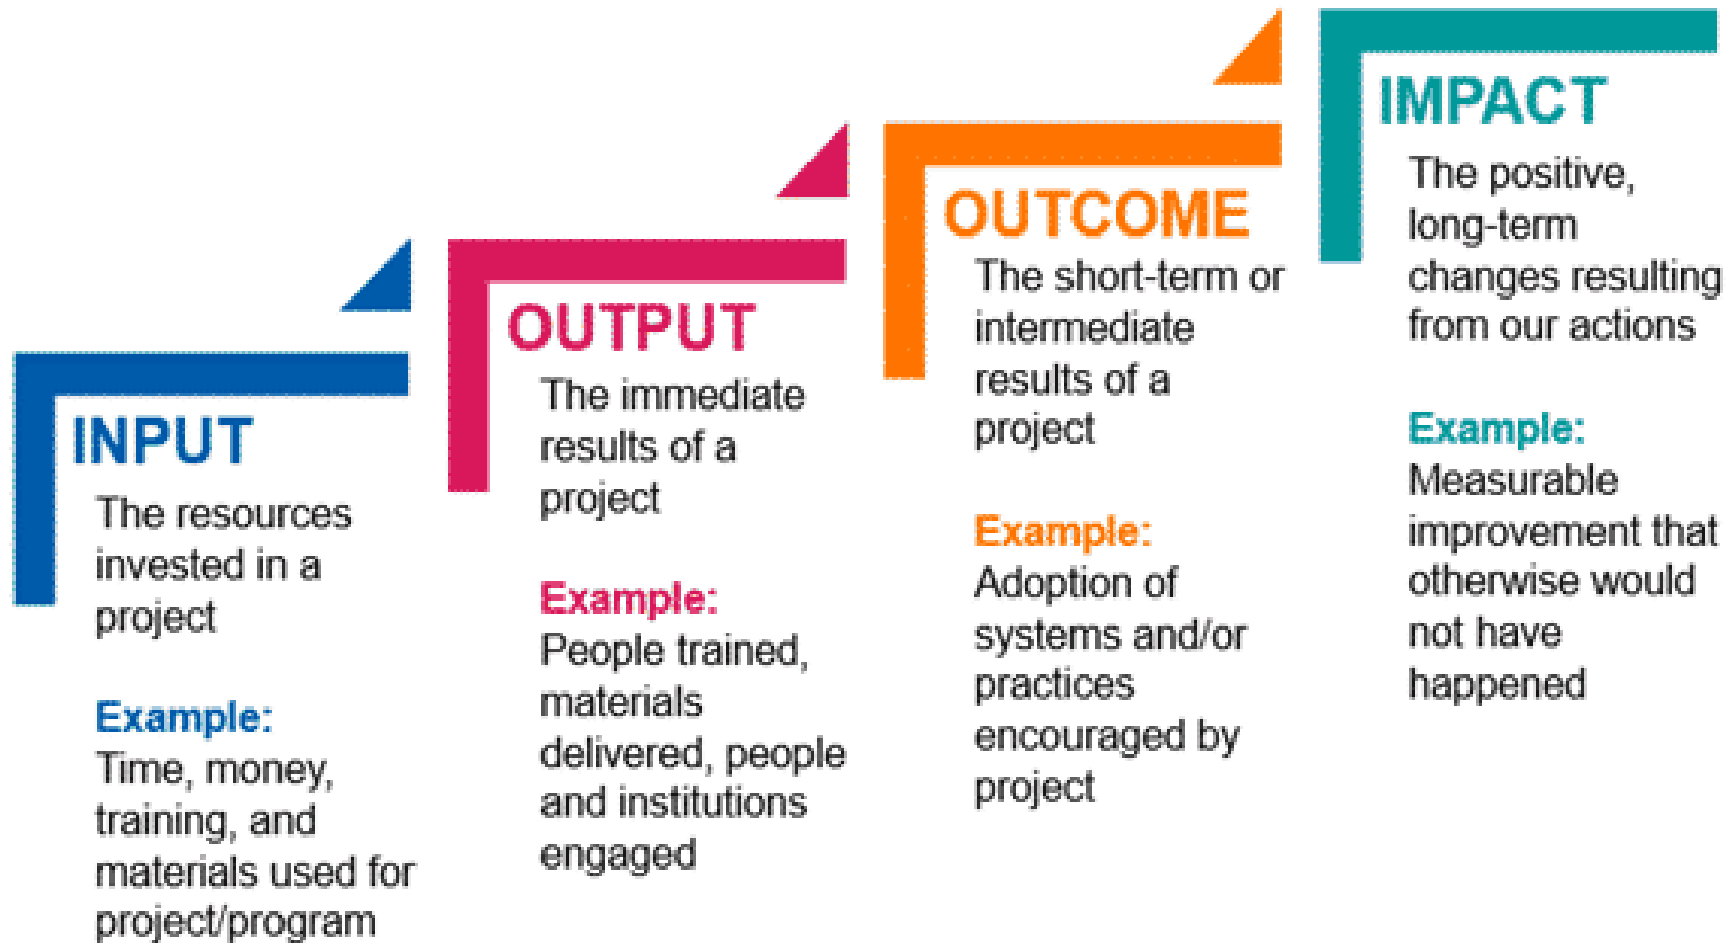 INPUT
The resources
invested in a
project
Example:
Time, money,
training, and
materials used for
project/program
OUTPUT
The immediate
results of a
project
Example:
People trained,
materials
delivered, people
and institutions
engaged
OUTCOME
The short-term or
intermediate
results of a
project
Example:
Adoption of
systems and/or
practices
encouraged by
project
IMPACT
The positive,
long-term
changes resulting
from our actions
Example:
Measurable
improvement that
otherwise would
not have
happened